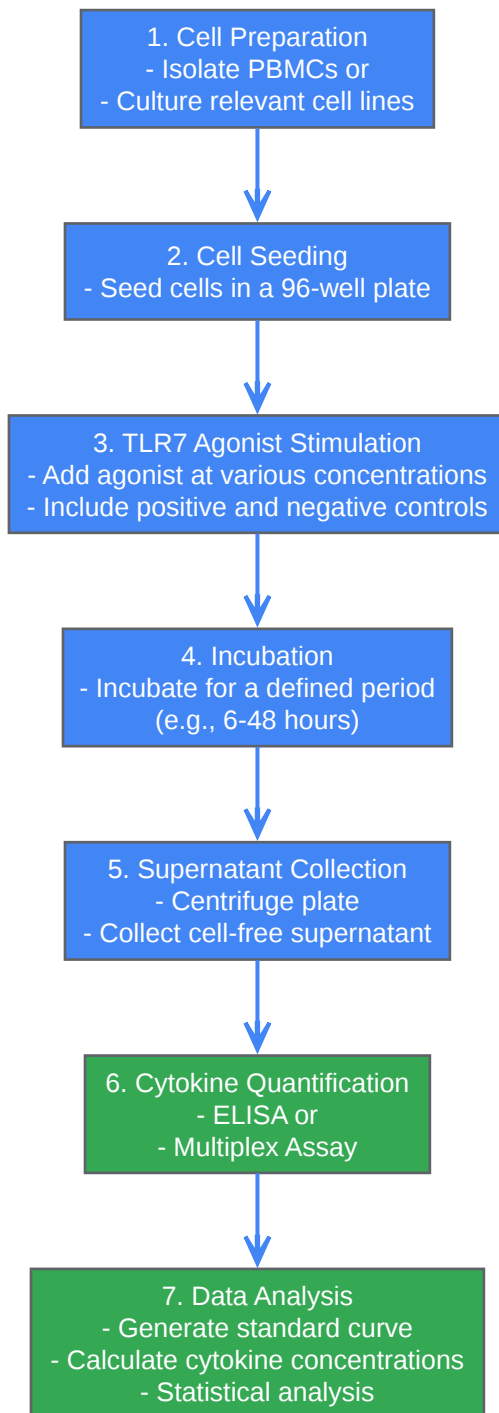 1. Cell Preparation
- Isolate PBMCs or
- Culture relevant cell lines
2. Cell Seeding
- Seed cells in a 96-well plate
3. TLR7 Agonist Stimulation
- Add agonist at various concentrations
- Include positive and negative controls
4. Incubation
- Incubate for a defined period
(e.g., 6-48 hours)
5. Supernatant Collection
- Centrifuge plate
- Collect cell-free supernatant
6. Cytokine Quantification
- ELISA or
- Multiplex Assay
7. Data Analysis
- Generate standard curve
- Calculate cytokine concentrations
- Statistical analysis